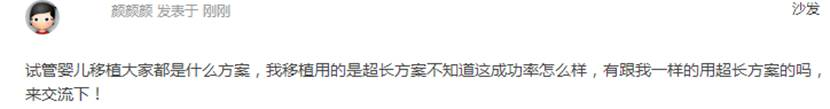 颜颜颜 发表于 刚刚
沙发
试管婴儿移植大家都是什么方案，我移植用的是超长方案不知道这成功率怎么样，有跟我一样的用超长方案的吗，
来交流下！